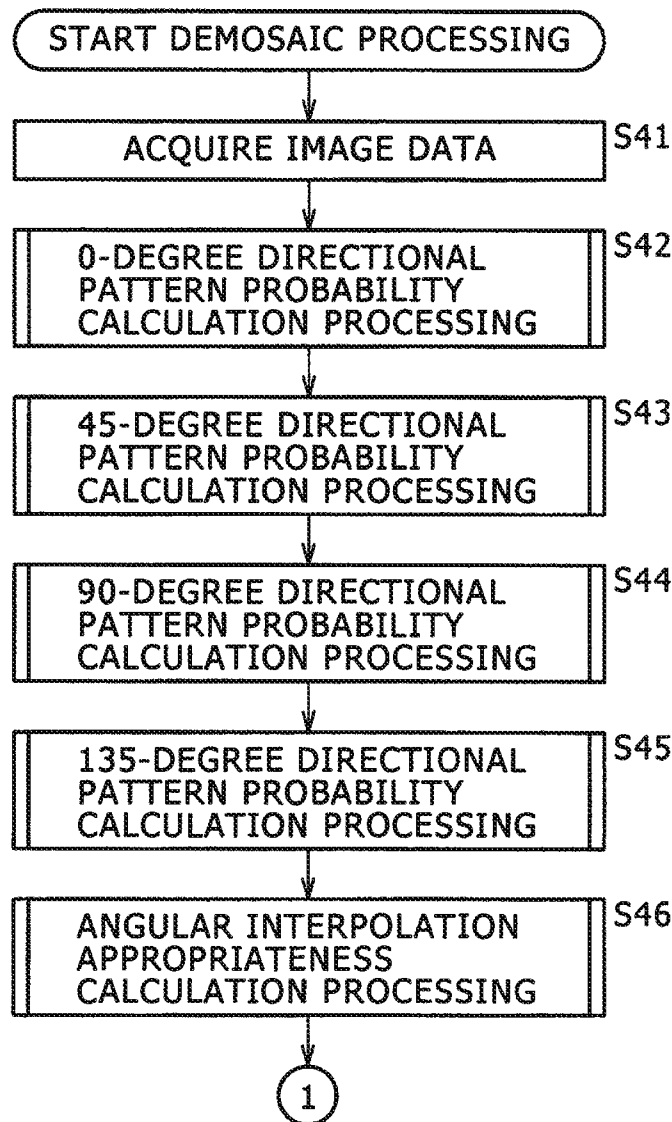 START DEMOSAIC PROCESSING
ACQUIRE IMAGE DATA
S41
0-DEGREE DIRECTIONAL
PATTERN PROBABILITY
CALCULATION PROCESSING
S42
45-DEGREE DIRECTIONAL
PATTERN PROBABILITY
CALCULATION PROCESSING
S43
90-DEGREE DIRECTIONAL
PATTERN PROBABILITY
CALCULATION PROCESSING
S44
135-DEGREE DIRECTIONAL
PATTERN PROBABILITY
CALCULATION PROCESSING
S45
ANGULAR INTERPOLATION
APPROPRIATENESS
CALCULATION PROCESSING
S46
1